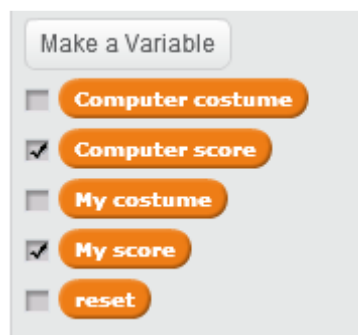 Make a Variable
Computer costume
Computer score
My costume
My score
reset